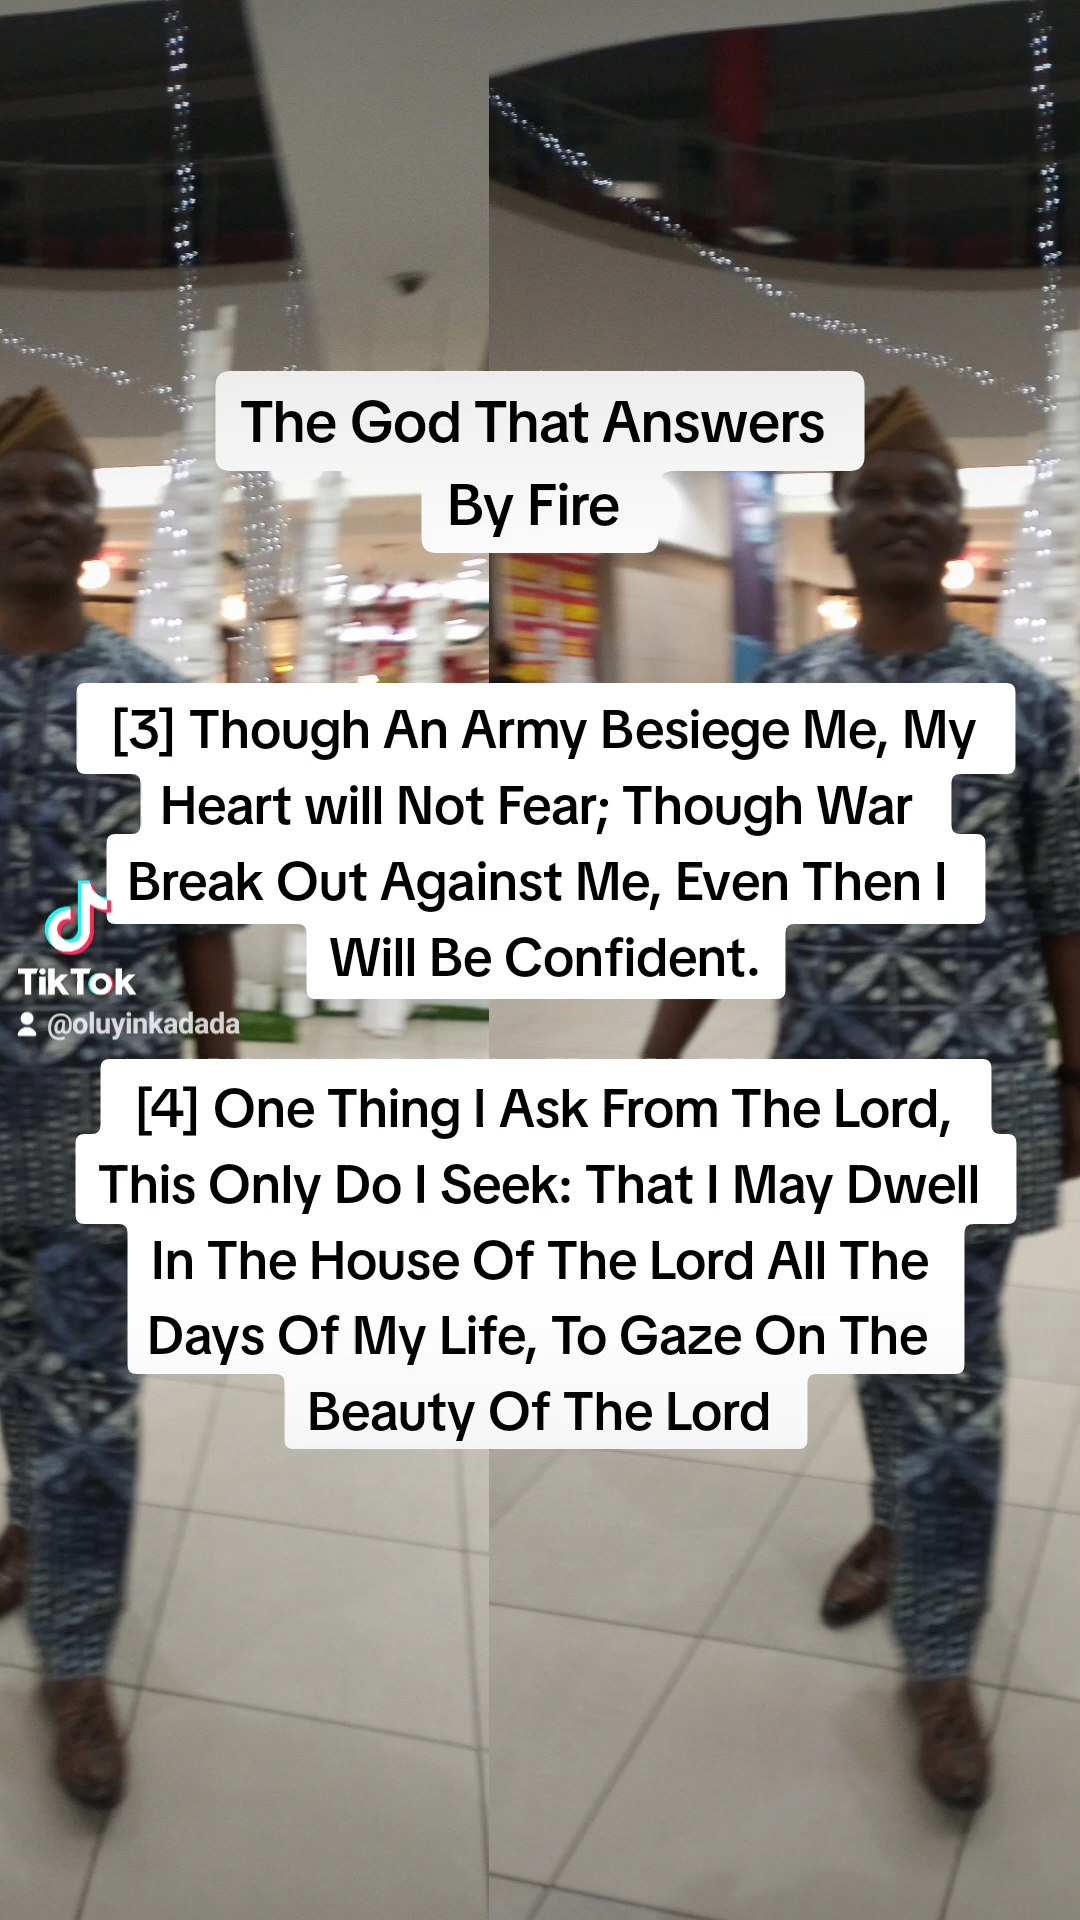 The God That Answers
By Fire
[3] Though An Army Besiege Me, My
Heart will Not Fear; Though War
Break Out Against Me, Even Then I
Will Be Confident.
TikTok
@oluyinkadada
[4] One Thing I Ask From The Lord,
This Only Do I Seek: That I May Dwell
In The House Of The Lord All The
Days Of My Life, To Gaze On The
Beauty Of The Lord